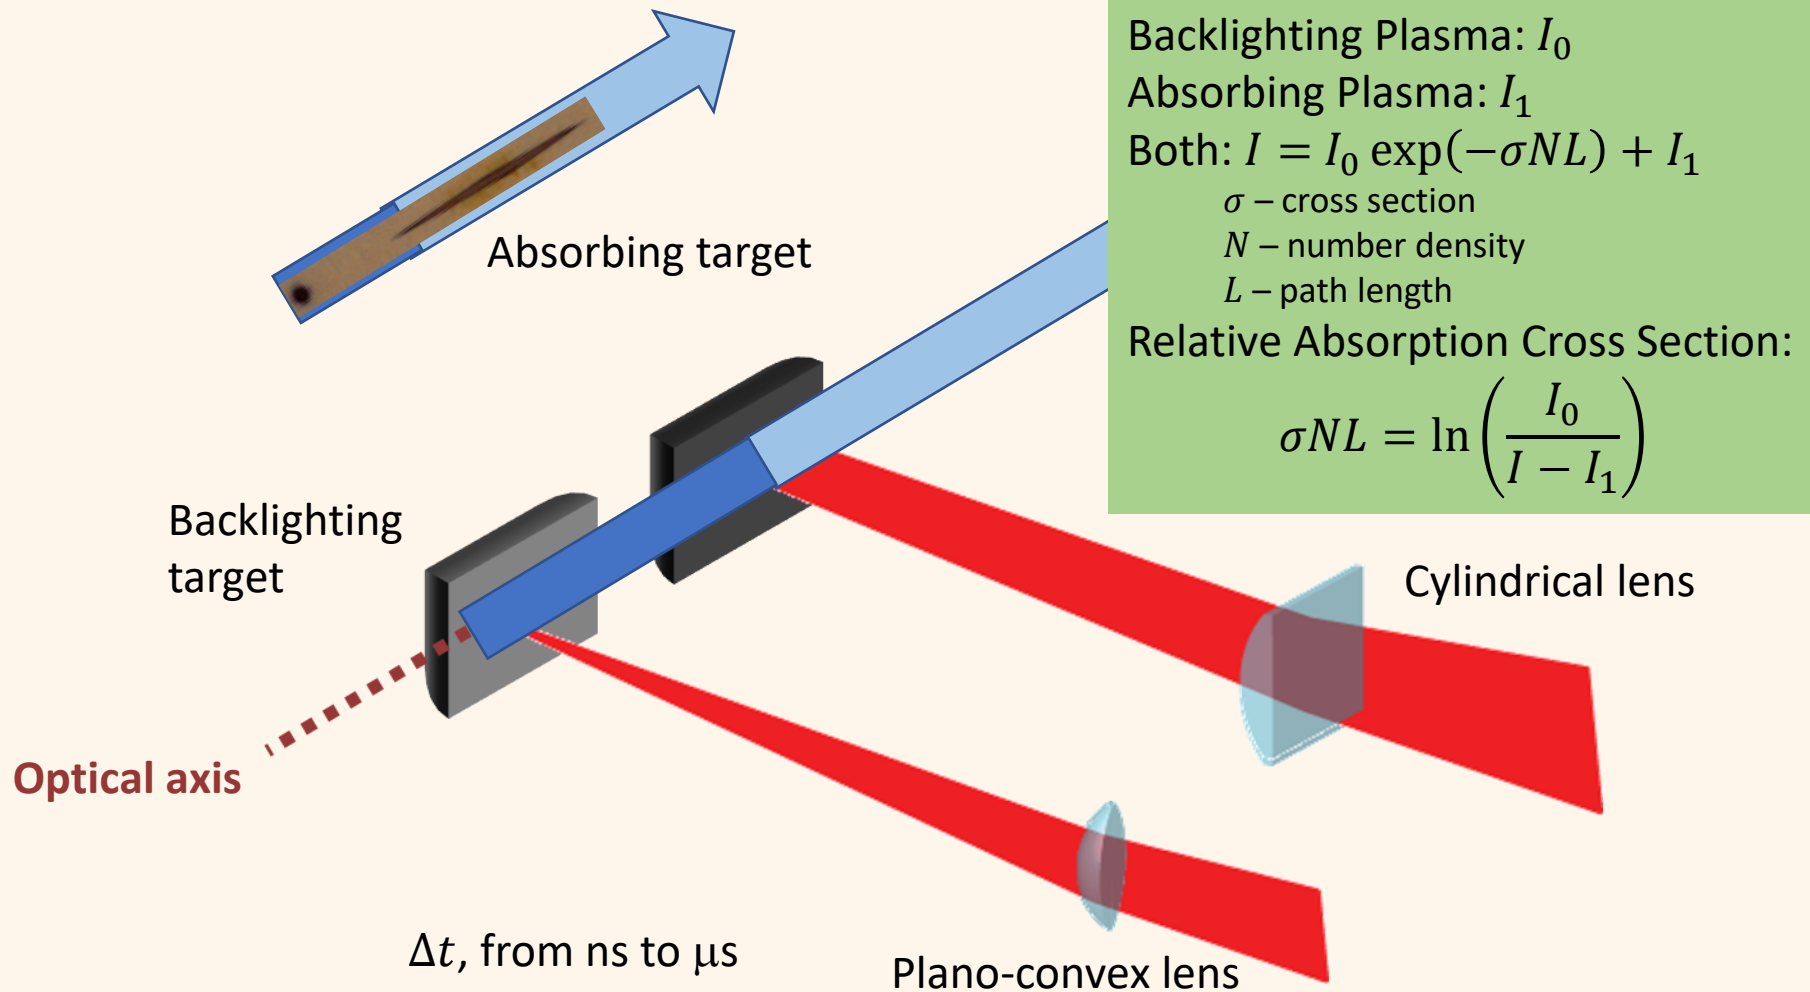 Backlighting Plasma: I₀
Absorbing Plasma: I₁
Both: I = I₀ exp(−σNL) + I₁
σ – cross section
N – number density
L – path length
Relative Absorption Cross Section:
σNL = ln(I₀ / (I − I₁))
Absorbing target
Backlighting
target
Cylindrical lens
Optical axis
Δt, from ns to μs
Plano-convex lens